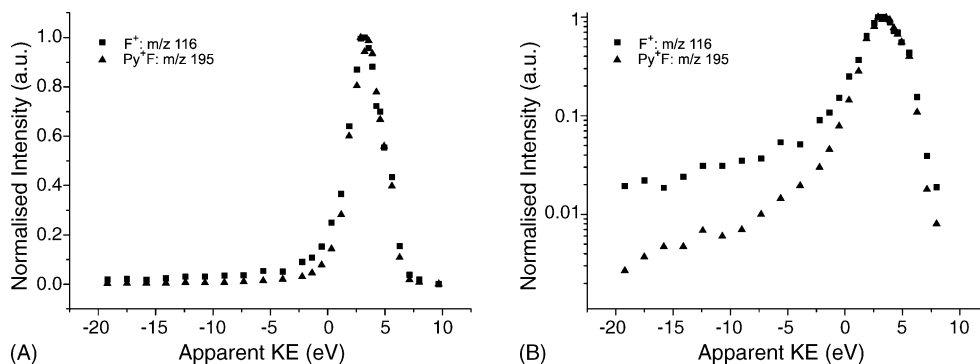 1.0
0.8
0.6
0.4
0.2
0.0
Normalised Intensity (a.u.)
F⁺: m/z 116
Py⁺F: m/z 195
-20 -15 -10 -5 0 5 10
Apparent KE (eV)
(A)
1
0.1
0.01
Normalised Intensity (a.u.)
F⁺: m/z 116
Py⁺F: m/z 195
-20 -15 -10 -5 0 5 10
Apparent KE (eV)
(B)